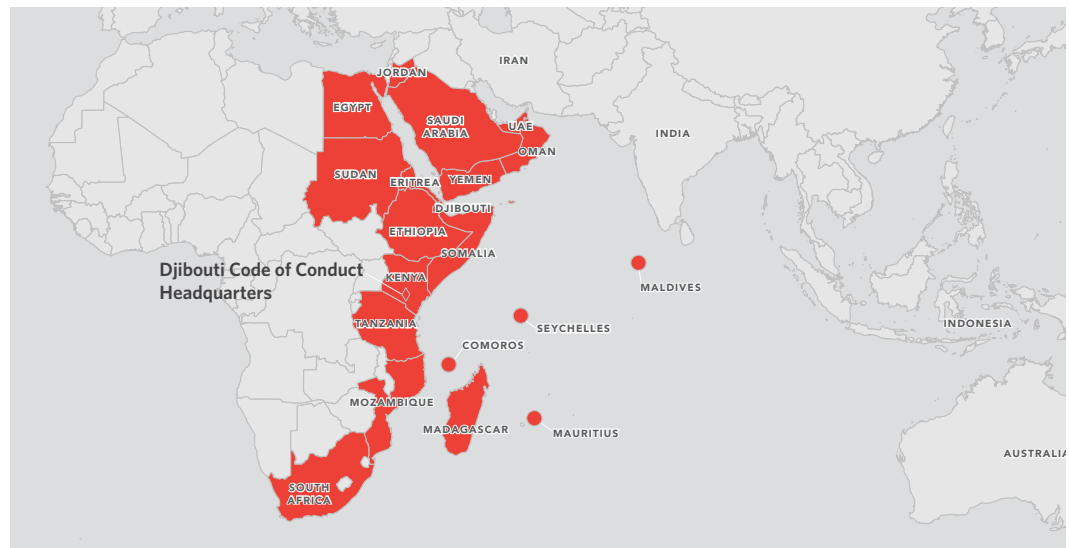 JORDAN
IRAN
EGYPT
SAUDI
ARABIA
UAE
INDIA
OMAN
SUDAN
ERITREA
YEMEN
DJIBOUTI
ETHIOPIA
SOMALIA
Djibouti Code of Conduct
Headquarters
KENYA
MALDIVES
TANZANIA
SEYCHELLES
INDONESIA
COMOROS
MOZAMBIQUE
MADAGASCAR
MAURITIUS
AUSTRALIA
SOUTH
AFRICA